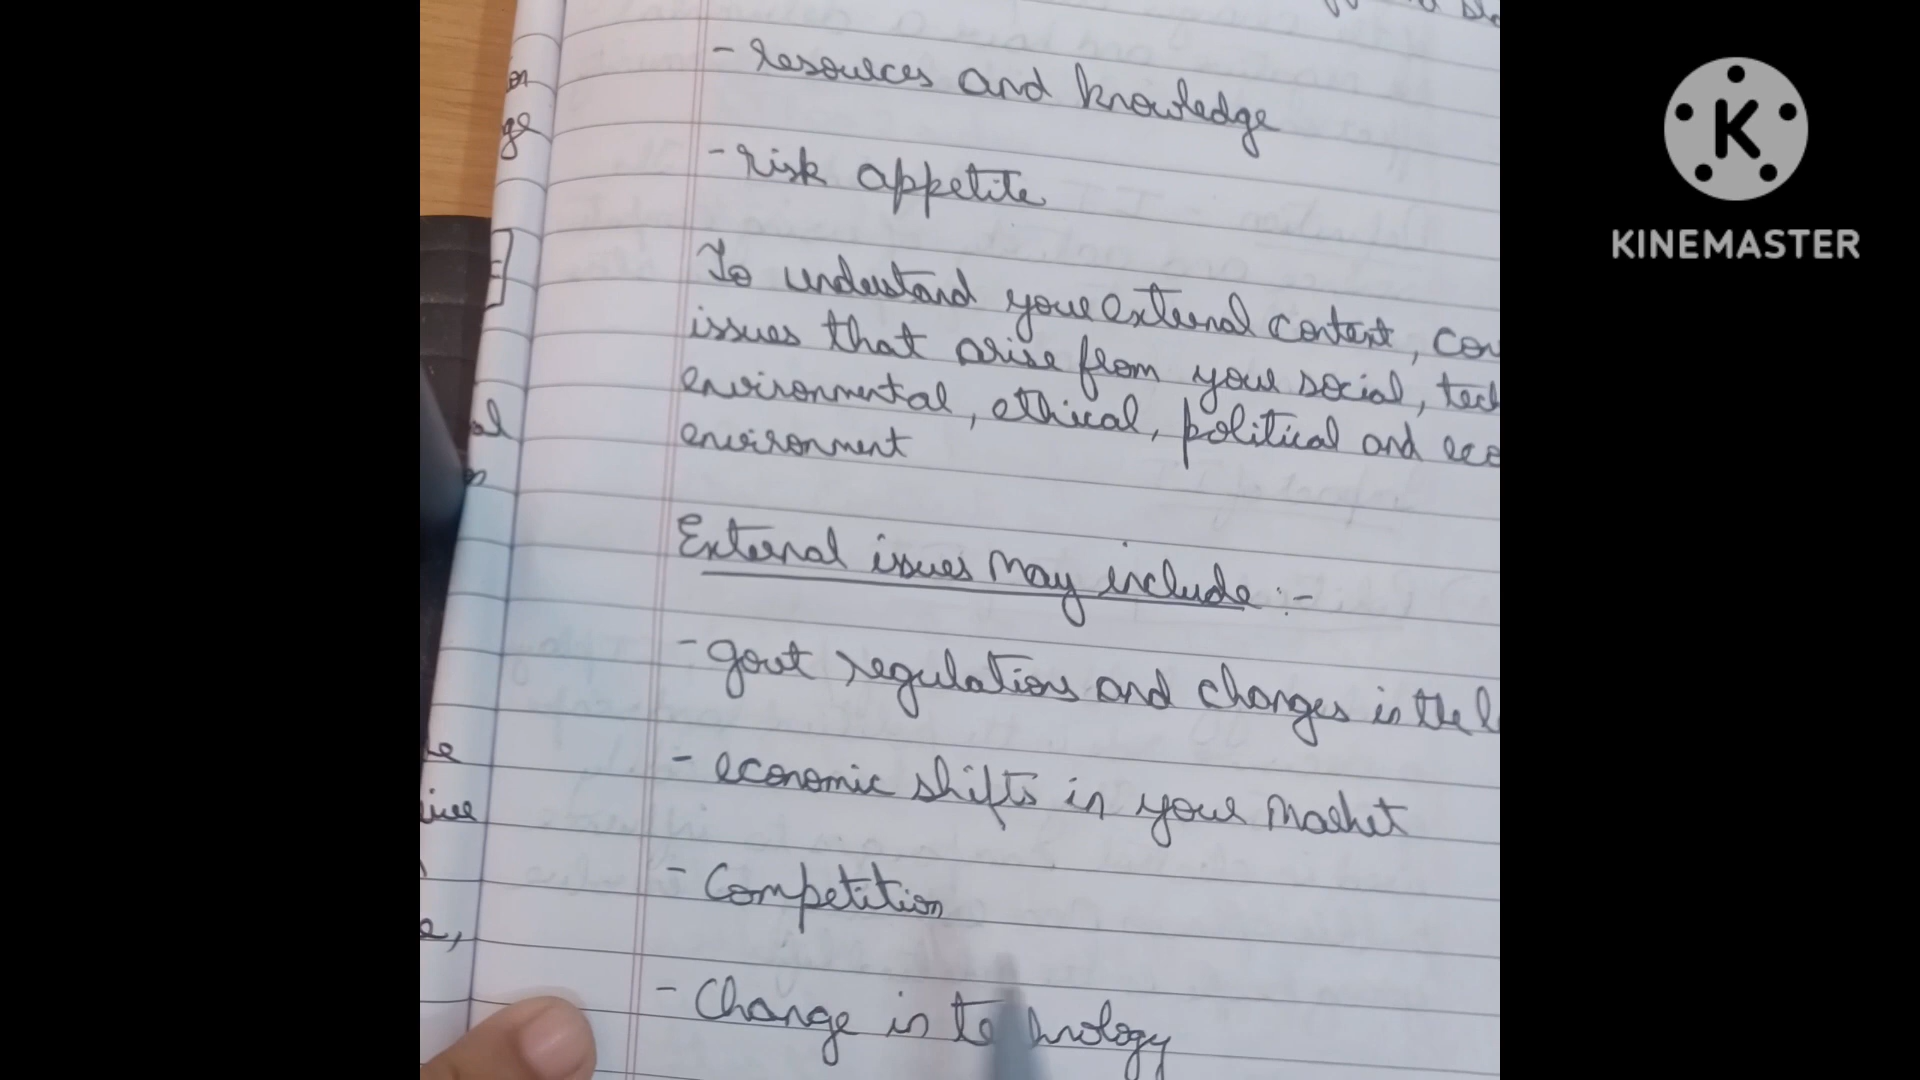 - resources and knowledge
- risk appetite
To understand your external context,
issues that arise from your social,
environmental, ethical, political and
environment
External issues may include :-
- govt regulations and changes in the
- economic shifts in your market
- Competition
- Change in technology
KINEMASTER